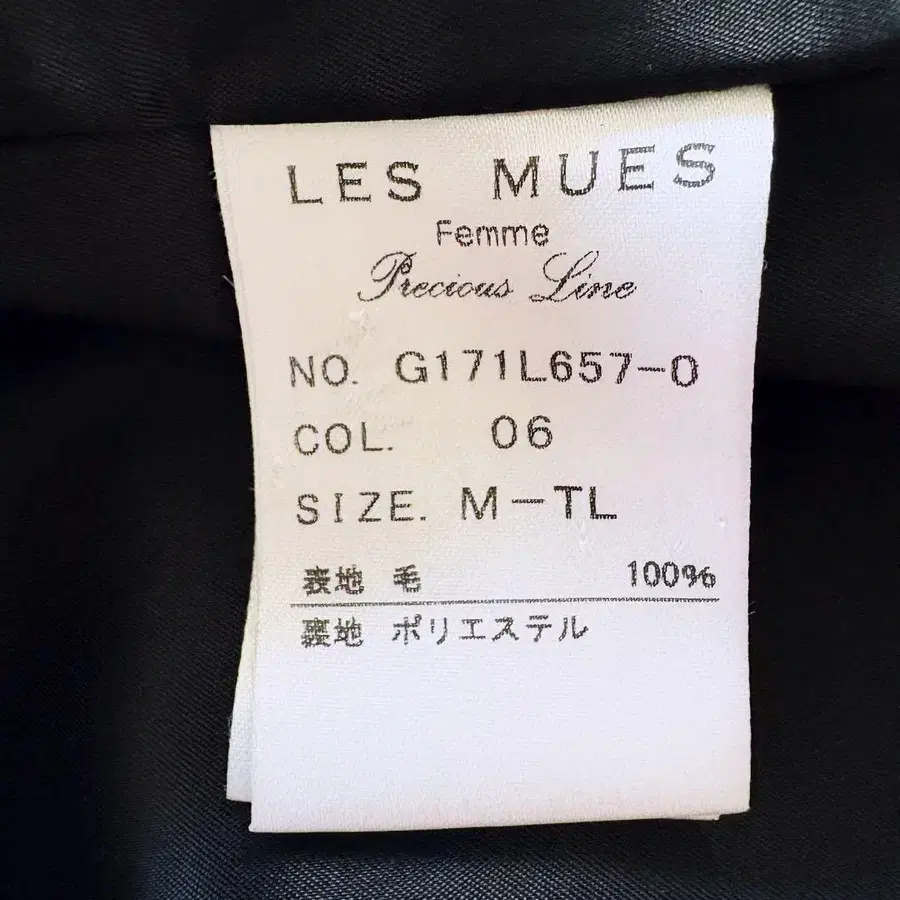 LES MUES
Femme
Precious Line
NO. G171L657-0
COL. 06
SIZE. M-TL
表地 毛 100%
裏地 ポリエステル